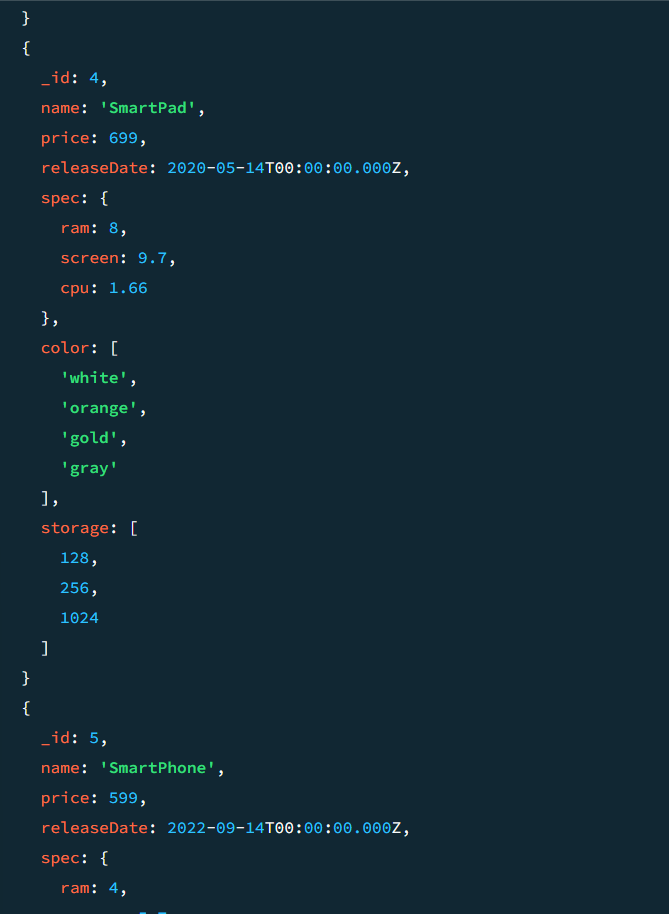 }
{
  _id: 4,
  name: 'SmartPad',
  price: 699,
  releaseDate: 2020-05-14T00:00:00.000Z,
  spec: {
    ram: 8,
    screen: 9.7,
    cpu: 1.66
  },
  color: [
    'white',
    'orange',
    'gold',
    'gray'
  ],
  storage: [
    128,
    256,
    1024
  ]
}
{
  _id: 5,
  name: 'SmartPhone',
  price: 599,
  releaseDate: 2022-09-14T00:00:00.000Z,
  spec: {
    ram: 4,